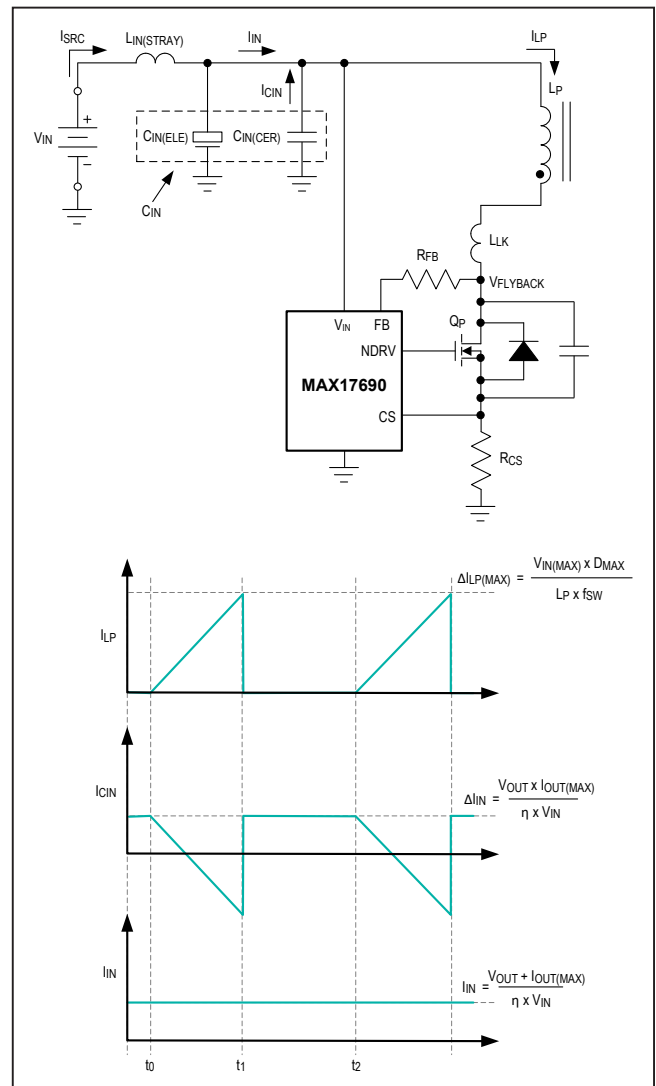 ISRC
LIN(STRAY)
IIN
ILP
LP
ICIN
VIN
+
−
CIN(ELE)
CIN(CER)
CIN
LLK
RFB
VFLYBACK
VIN
FB
QP
NDRV
MAX17690
CS
RCS
ILP
ΔILP(MAX) = VIN(MAX) x DMAX
LP x fSW
ICIN
ΔIIN = VOUT x IOUT(MAX)
η x VIN
IIN
IIN = VOUT + IOUT(MAX)
η x VIN
t0
t1
t2